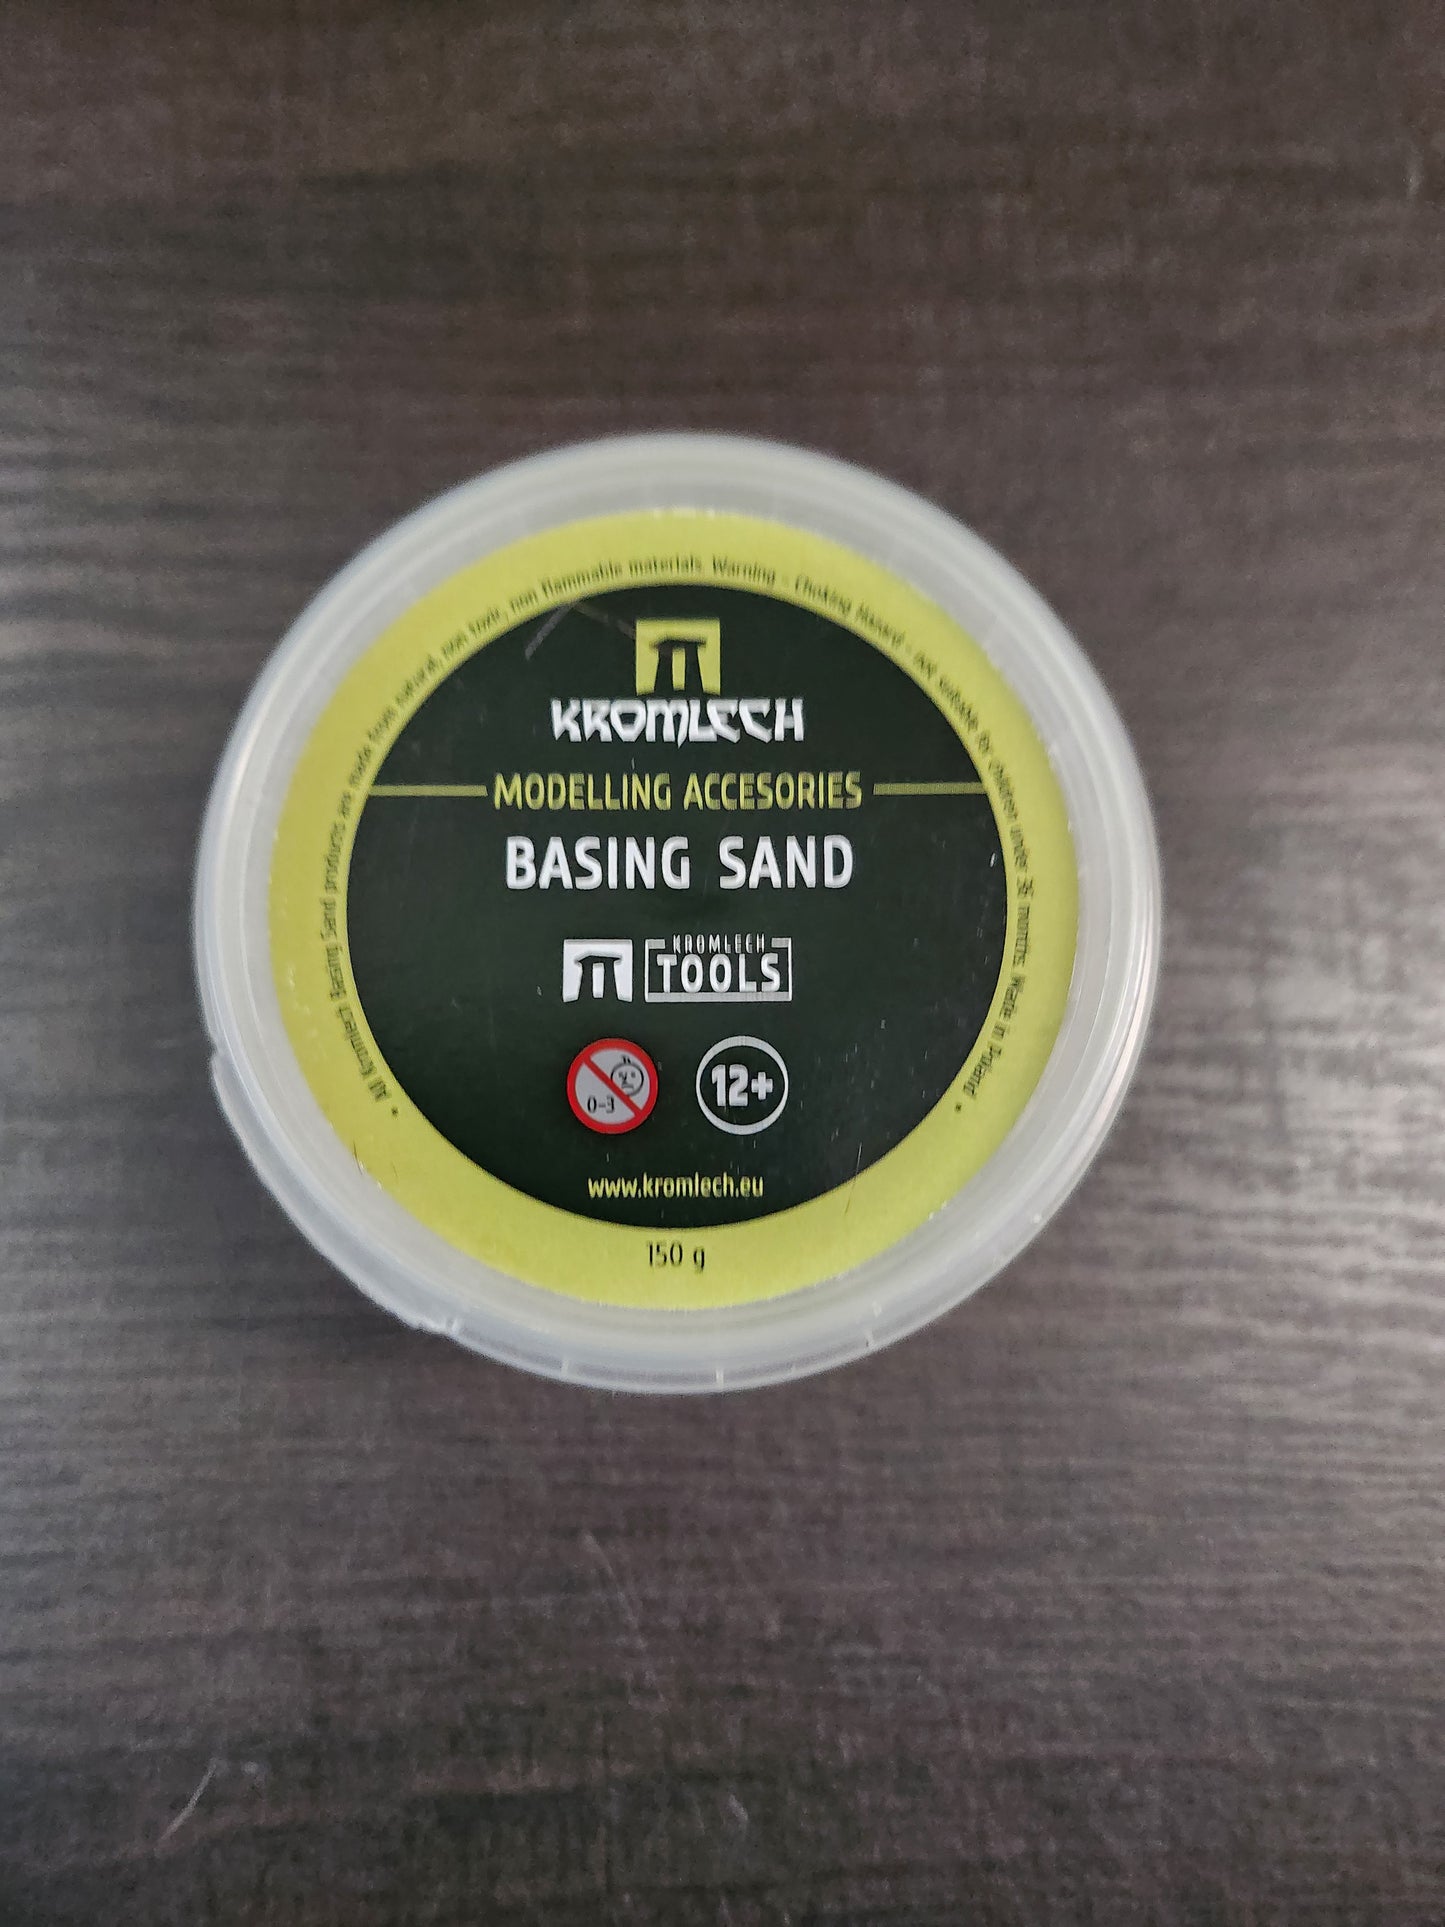 • All Kromlech Basing Sand products are made from natural, non toxic, non flammable materials. Warning - Choking Hazard - not suitable for children under 36 months. Made in Poland •
KROMLECH
MODELLING ACCESORIES
BASING SAND
KROMLECH
TOOLS
0-3
12+
www.kromlech.eu
150 g